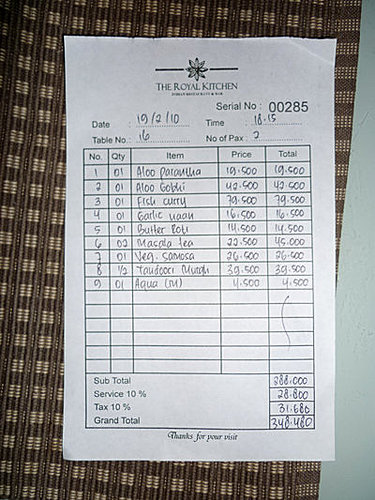 THE ROYAL KITCHEN
INDIAN RESTAURANT & BAR
Serial No : 00285
Date : 19/2/10 Time : 18.15
Table No.: 16 No of Pax : 2
No. Qty Item Price Total
1 01 Aloo Parantha 19.500 19.500
2 01 Aloo Gobhi 42.500 42.500
3 01 Fish curry 79.500 79.500
4 01 Garlic naan 16.500 16.500
5 01 Butter Roti 14.500 14.500
6 02 Masala Tea 22.500 45.000
7 01 Veg. Samosa 26.500 26.500
8 1/2 Tandoori Murgh 39.500 39.500
9 01 Aqua (M) 4.500 4.500
Sub Total 288.000
Service 10 % 28.800
Tax 10 % 31.680
Grand Total 348.480
Thanks for your visit